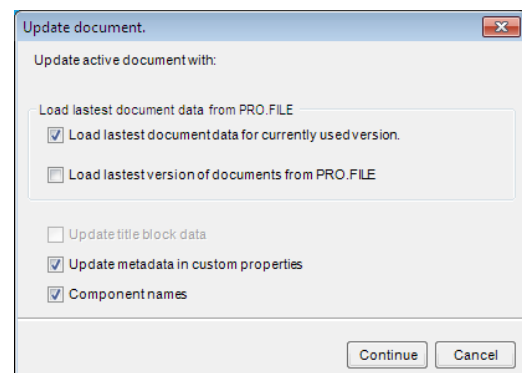 Update document.
Update active document with:
Load lastest document data from PRO.FILE
Load lastest document data for currently used version.
Load lastest version of documents from PRO.FILE
Update title block data
Update metadata in custom properties
Component names
Continue Cancel